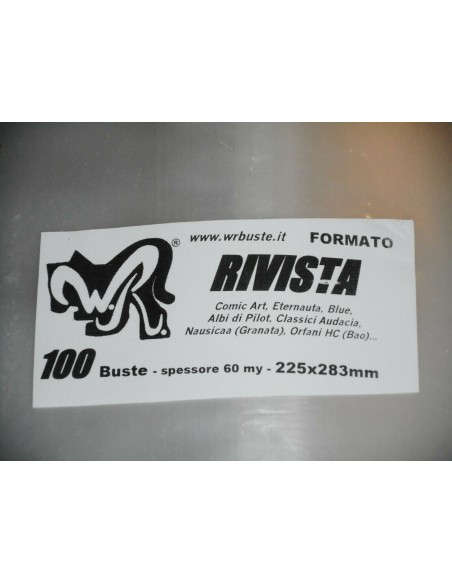 W.R. ®
www.wrbuste.it FORMATO
RIVISTA
Comic Art, Eternauta, Blue,
Albi di Pilot, Classici Audacia,
Nausicaa (Granata), Orfani HC (Bao)...
100 Buste - spessore 60 my - 225x283mm